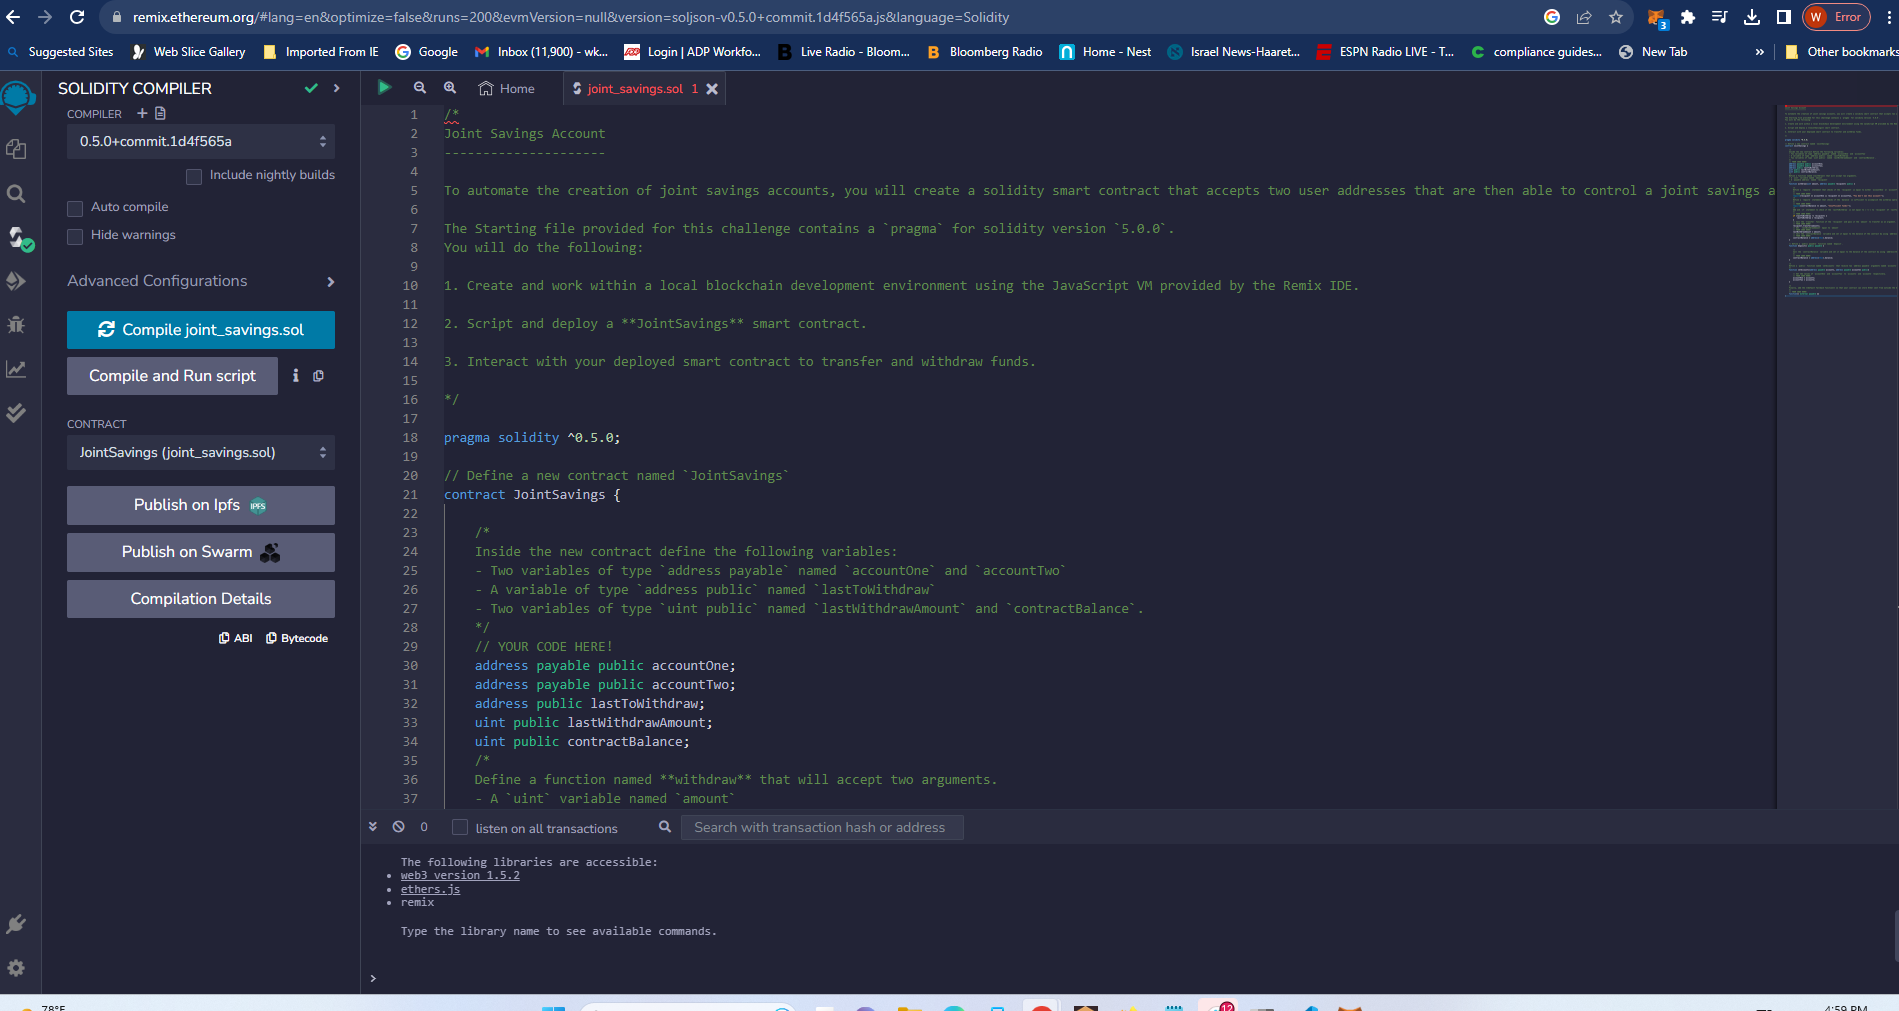 remix.ethereum.org/#lang=en&optimize=false&runs=200&evmVersion=null&version=soljson-v0.5.0+commit.1d4f565a.js&language=Solidity
3
W Error
Suggested Sites Web Slice Gallery Imported From IE Google Inbox (11,900) - wk... Login | ADP Workfo... Live Radio - Bloom... Bloomberg Radio Home - Nest Israel News-Haaret... ESPN Radio LIVE - T... compliance guides... New Tab » Other bookmarks
SOLIDITY COMPILER
COMPILER
0.5.0+commit.1d4f565a
Include nightly builds
Auto compile
Hide warnings
Advanced Configurations
Compile joint_savings.sol
Compile and Run script
CONTRACT
JointSavings (joint_savings.sol)
Publish on Ipfs IPFS
Publish on Swarm
Compilation Details
ABI Bytecode
Home joint_savings.sol 1
1 /*
2 Joint Savings Account
3 ---------------------
4
5 To automate the creation of joint savings accounts, you will create a solidity smart contract that accepts two user addresses that are then able to control a joint savings a
6
7 The Starting file provided for this challenge contains a `pragma` for solidity version `5.0.0`.
8 You will do the following:
9
10 1. Create and work within a local blockchain development environment using the JavaScript VM provided by the Remix IDE.
11
12 2. Script and deploy a **JointSavings** smart contract.
13
14 3. Interact with your deployed smart contract to transfer and withdraw funds.
15
16 */
17
18 pragma solidity ^0.5.0;
19
20 // Define a new contract named `JointSavings`
21 contract JointSavings {
22
23 /*
24 Inside the new contract define the following variables:
25 - Two variables of type `address payable` named `accountOne` and `accountTwo`
26 - A variable of type `address public` named `lastToWithdraw`
27 - Two variables of type `uint public` named `lastWithdrawAmount` and `contractBalance`.
28 */
29 // YOUR CODE HERE!
30 address payable public accountOne;
31 address payable public accountTwo;
32 address public lastToWithdraw;
33 uint public lastWithdrawAmount;
34 uint public contractBalance;
35 /*
36 Define a function named **withdraw** that will accept two arguments.
37 - A `uint` variable named `amount`
0 listen on all transactions Search with transaction hash or address
The following libraries are accessible:
• web3 version 1.5.2
• ethers.js
• remix
Type the library name to see available commands.
>
78°F
12
4:59 PM